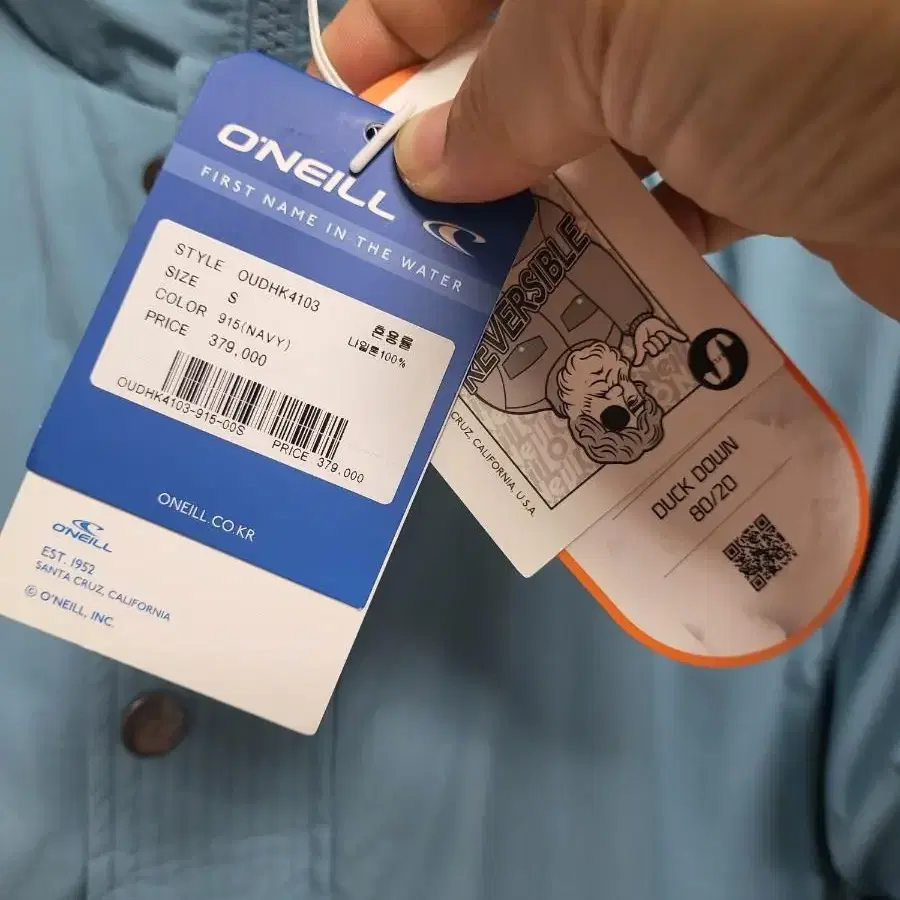 O'NEILL
FIRST NAME IN THE WATER
STYLE OUDHK4103
SIZE S
COLOR 915(NAVY)
PRICE 379,000
혼용률
나일론100%
OUDHK4103-915-00S
PRICE 379,000
ONEILL.CO.KR
O'NEILL
EST. 1952
SANTA CRUZ, CALIFORNIA
© O'NEILL, INC.
REVERSIBLE
CRUZ, CALIFORNIA, U.S.A.
DUCK DOWN
80/20